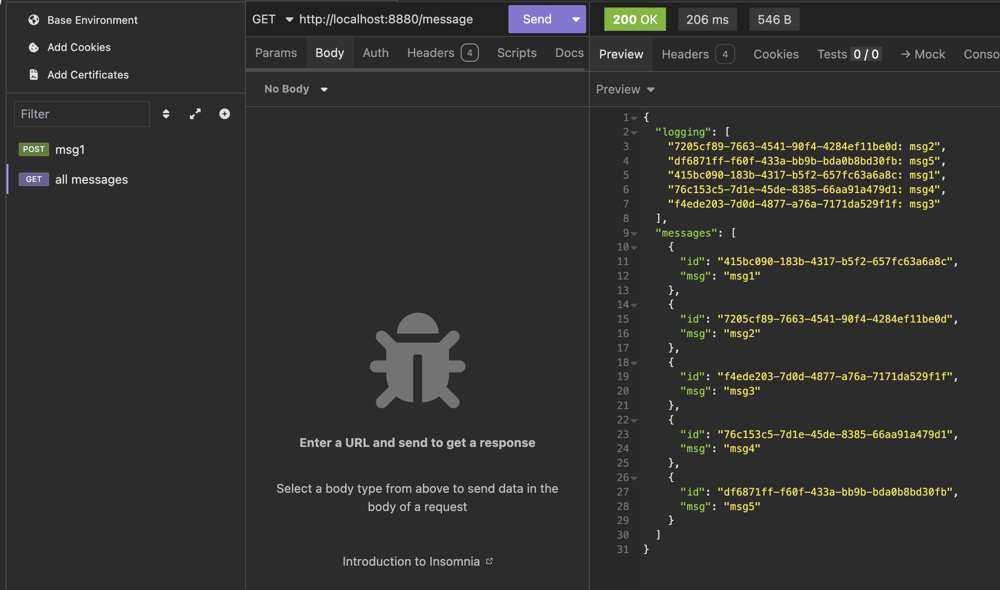 Base Environment
Add Cookies
Add Certificates
Filter
POST msg1
GET all messages
GET http://localhost:8880/message Send
Params Body Auth Headers 4 Scripts Docs
No Body
Enter a URL and send to get a response
Select a body type from above to send data in the
body of a request
Introduction to Insomnia
200 OK 206 ms 546 B
Preview Headers 4 Cookies Tests 0 / 0 → Mock Conso
Preview
1 {
2 "logging": [
3 "7205cf89-7663-4541-90f4-4284ef11be0d: msg2",
4 "df6871ff-f60f-433a-bb9b-bda0b8bd30fb: msg5",
5 "415bc090-183b-4317-b5f2-657fc63a6a8c: msg1",
6 "76c153c5-7d1e-45de-8385-66aa91a479d1: msg4",
7 "f4ede203-7d0d-4877-a76a-7171da529f1f: msg3"
8 ],
9 "messages": [
10 {
11 "id": "415bc090-183b-4317-b5f2-657fc63a6a8c",
12 "msg": "msg1"
13 },
14 {
15 "id": "7205cf89-7663-4541-90f4-4284ef11be0d",
16 "msg": "msg2"
17 },
18 {
19 "id": "f4ede203-7d0d-4877-a76a-7171da529f1f",
20 "msg": "msg3"
21 },
22 {
23 "id": "76c153c5-7d1e-45de-8385-66aa91a479d1",
24 "msg": "msg4"
25 },
26 {
27 "id": "df6871ff-f60f-433a-bb9b-bda0b8bd30fb",
28 "msg": "msg5"
29 }
30 ]
31 }